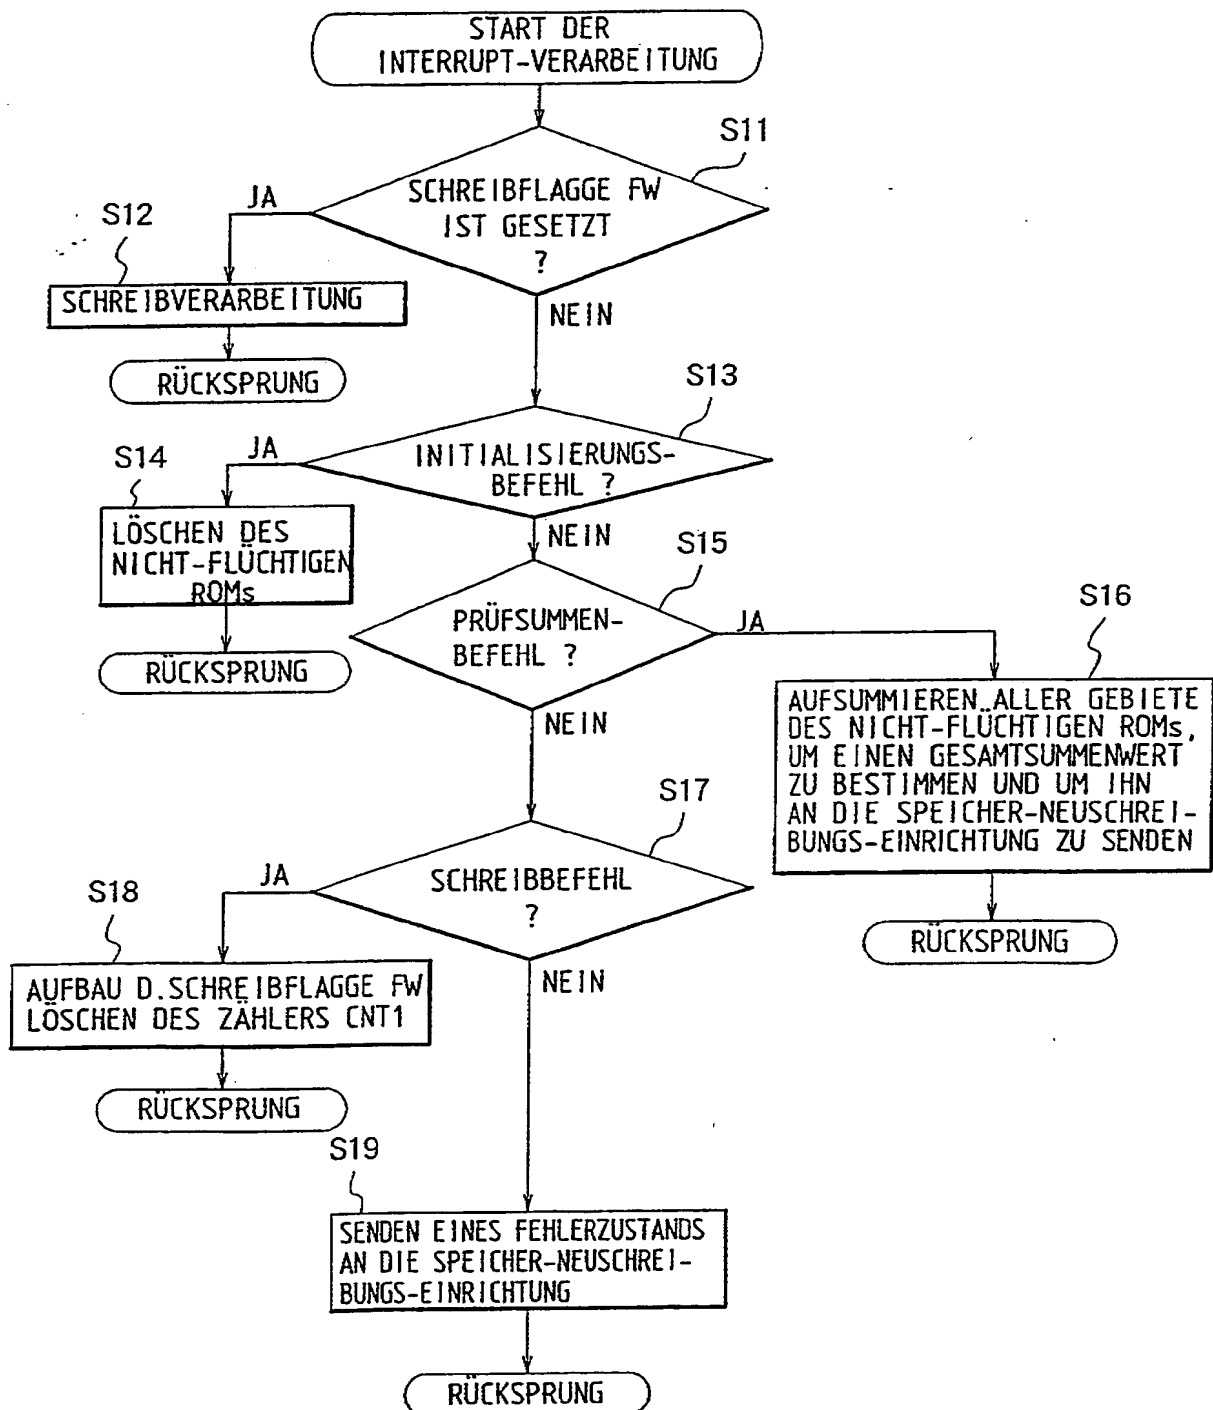 START DER
INTERRUPT-VERARBEITUNG
S11
SCHREIBFLAGGE FW
IST GESETZT
?
JA
S12
SCHREIBVERARBEITUNG
RÜCKSPRUNG
NEIN
S13
INITIALISIERUNGS-
BEFEHL ?
JA
S14
LÖSCHEN DES
NICHT-FLÜCHTIGEN
ROMs
RÜCKSPRUNG
NEIN
S15
PRÜFSUMMEN-
BEFEHL ?
JA
S16
AUFSUMMIEREN ALLER GEBIETE
DES NICHT-FLÜCHTIGEN ROMs,
UM EINEN GESAMTSUMMENWERT
ZU BESTIMMEN UND UM IHN
AN DIE SPEICHER-NEUSCHREI-
BUNGS-EINRICHTUNG ZU SENDEN
RÜCKSPRUNG
NEIN
S17
SCHREIBBEFEHL
?
JA
S18
AUFBAU D.SCHREIBFLAGGE FW
LÖSCHEN DES ZÄHLERS CNT1
RÜCKSPRUNG
NEIN
S19
SENDEN EINES FEHLERZUSTANDS
AN DIE SPEICHER-NEUSCHREI-
BUNGS-EINRICHTUNG
RÜCKSPRUNG